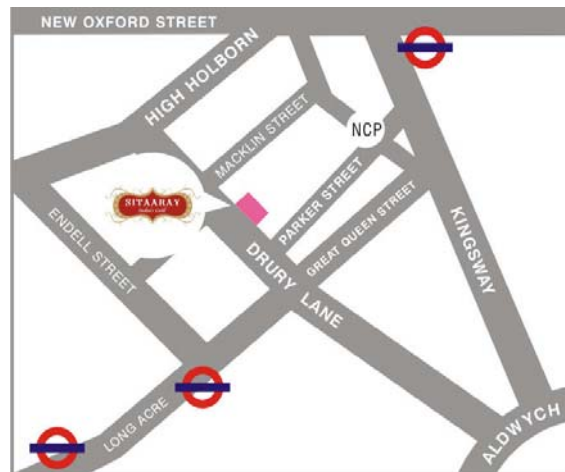 NEW OXFORD STREET
HIGH HOLBORN
MACKLIN STREET
NCP
SITAARAY
PARKER STREET
ENDELL STREET
GREAT QUEEN STREET
DRURY LANE
KINGSWAY
LONG ACRE
ALDWYCH